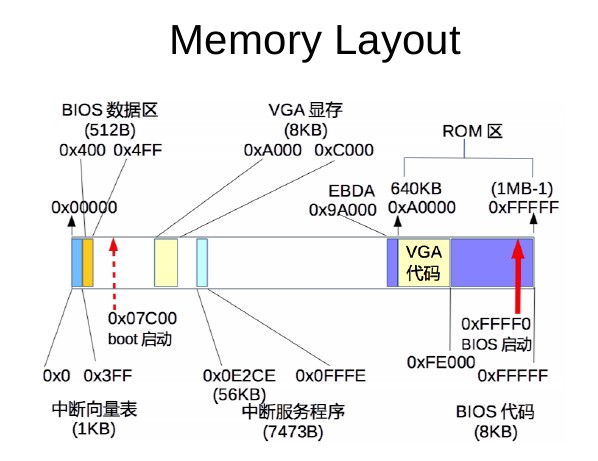 Memory Layout
BIOS 数据区
(512B)
0x400 0x4FF
VGA 显存
(8KB)
0xA000 0xC000
ROM 区
0x00000
EBDA
0x9A000
640KB
0xA0000
(1MB-1)
0xFFFFF
VGA
代码
0x07C00
boot 启动
0xFFFF0
BIOS 启动
0xFE000
0xFFFFF
0x0 0x3FF
中断向量表
(1KB)
0x0E2CE
(56KB)
0x0FFFE
中断服务程序
(7473B)
BIOS 代码
(8KB)